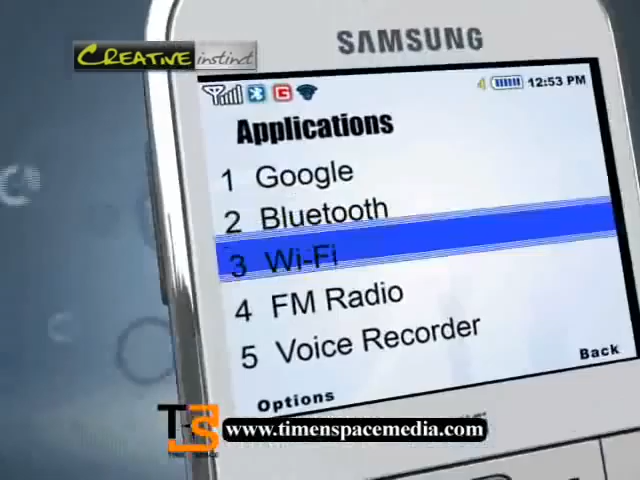 CREATIVE instinct
SAMSUNG
12:53 PM
Applications
1 Google
2 Bluetooth
3 Wi-Fi
4 FM Radio
5 Voice Recorder
Back
Options
TS www.timenspacemedia.com